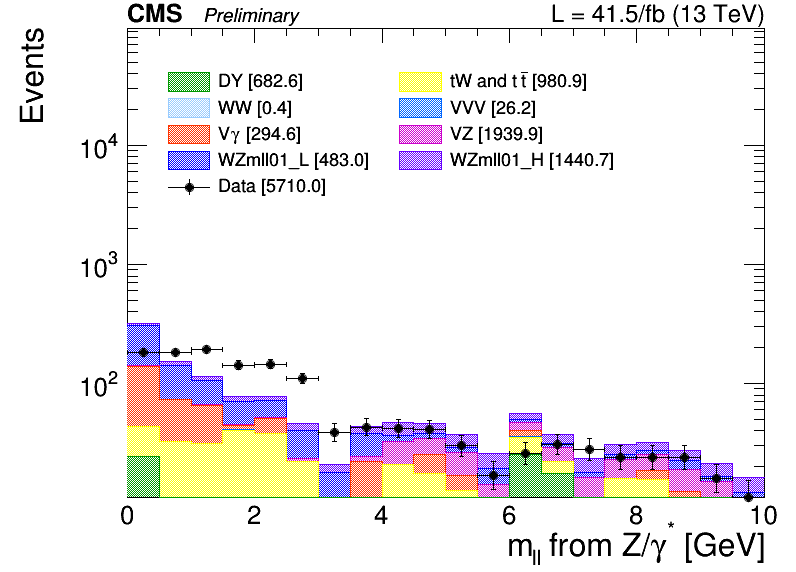 CMS Preliminary L = 41.5/fb (13 TeV)
Events
DY [682.6] tW and tt̅ [980.9]
WW [0.4] VVV [26.2]
Vγ [294.6] VZ [1939.9]
WZmll01_L [483.0] WZmll01_H [1440.7]
Data [5710.0]
10⁴
10³
10²
0 2 4 6 8 10
m_ll from Z/γ* [GeV]